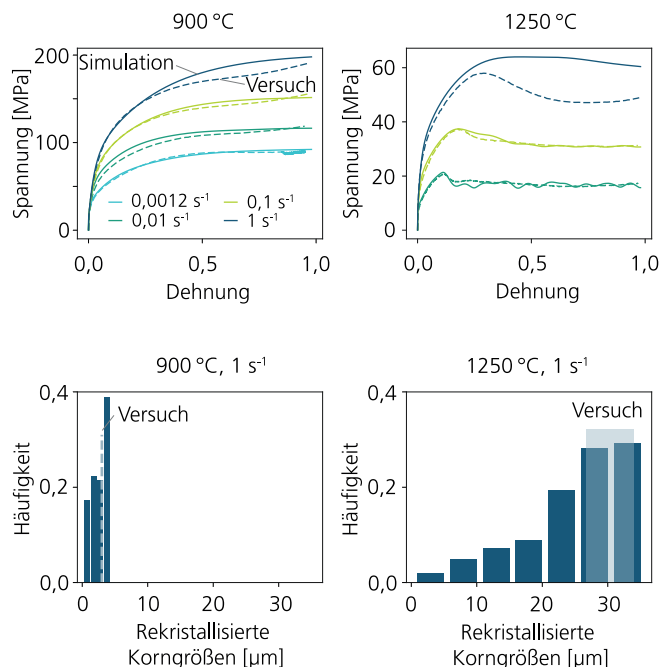 900 °C
Spannung [MPa]
200
100
0
Simulation
Versuch
0,0012 s⁻¹
0,1 s⁻¹
0,01 s⁻¹
1 s⁻¹
0,0
0,5
1,0
Dehnung
1250 °C
Spannung [MPa]
60
40
20
0
0,0
0,5
1,0
Dehnung
900 °C, 1 s⁻¹
Häufigkeit
0,4
0,2
0,0
Versuch
0
10
20
30
Rekristallisierte
Korngrößen [µm]
1250 °C, 1 s⁻¹
Häufigkeit
0,4
0,2
0,0
Versuch
0
10
20
30
Rekristallisierte
Korngrößen [µm]